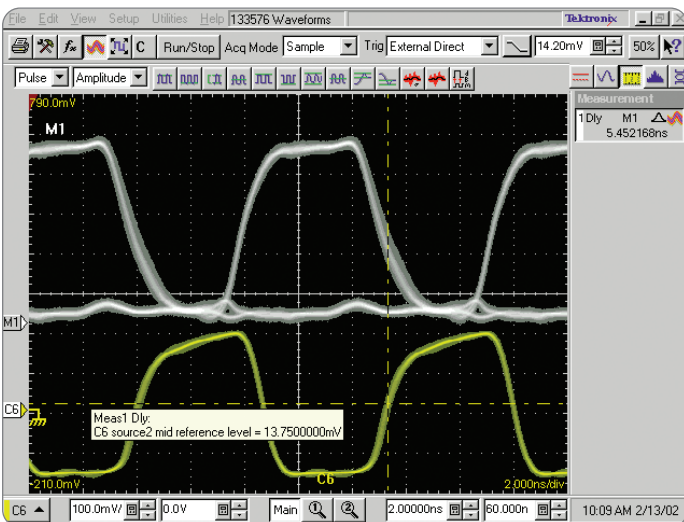 File Edit View Setup Utilities Help 133576 Waveforms Tektronix
C Run/Stop Acq Mode Sample Trig External Direct 14.20mV 50%
Pulse Amplitude
790.0mV
Measurement
1Dly M1
5.452168ns
M1
M1
C6
Meas1 Dly:
C6 source2 mid reference level = 13.7500000mV
-210.0mV C6 2.000ns/div
C6 100.0mV/ 0.0V Main 1 2 2.00000ns 60.000n 10:09 AM 2/13/02